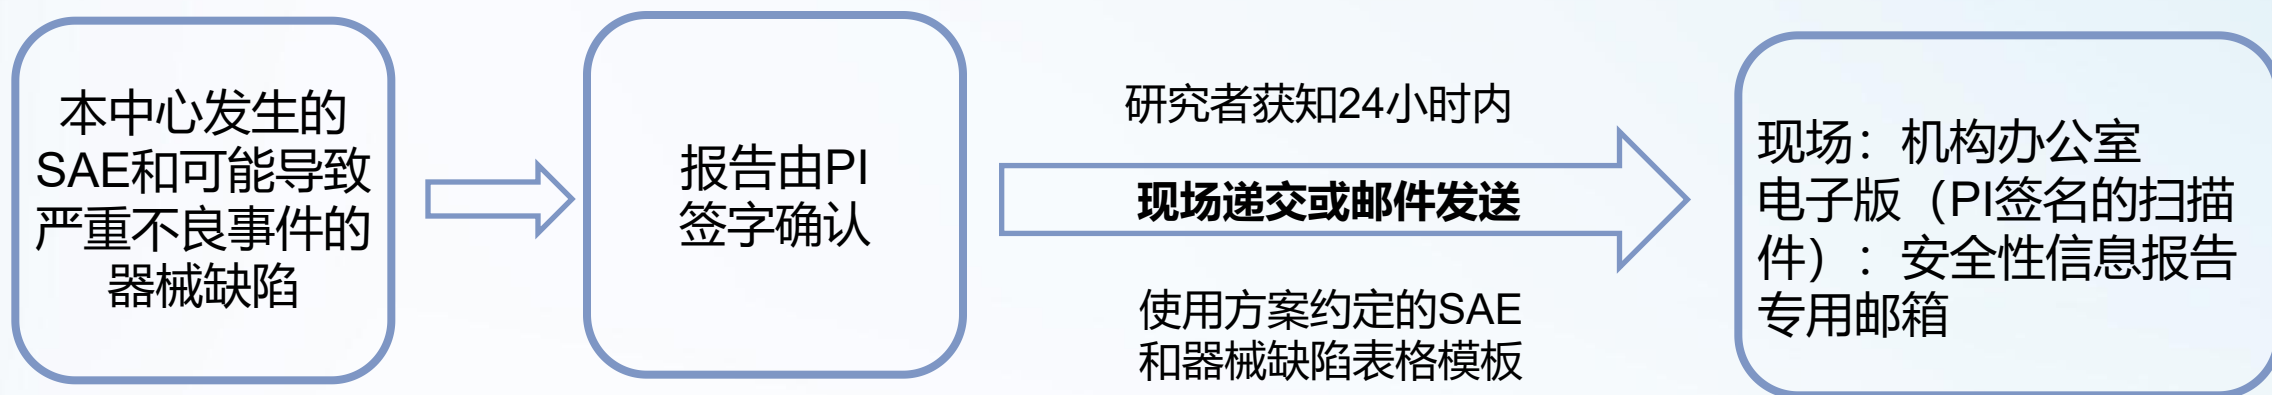 本中心发生的
SAE和可能导致
严重不良事件的
器械缺陷
报告由PI
签字确认
研究者获知24小时内
现场递交或邮件发送
使用方案约定的SAE
和器械缺陷表格模板
现场：机构办公室
电子版（PI签名的扫描
件）：安全性信息报告
专用邮箱